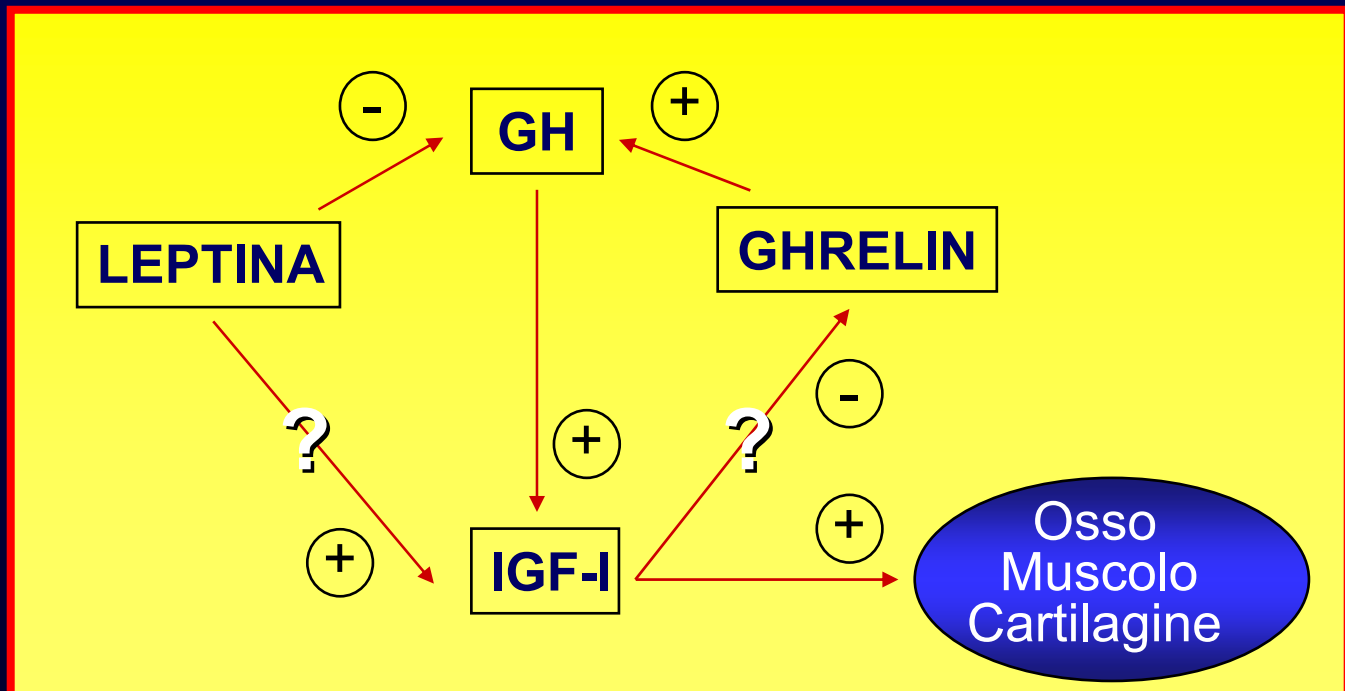 -
GH
+
LEPTINA
GHRELIN
-
?
?
+
+
+
IGF-I
Osso
Muscolo
Cartilagine